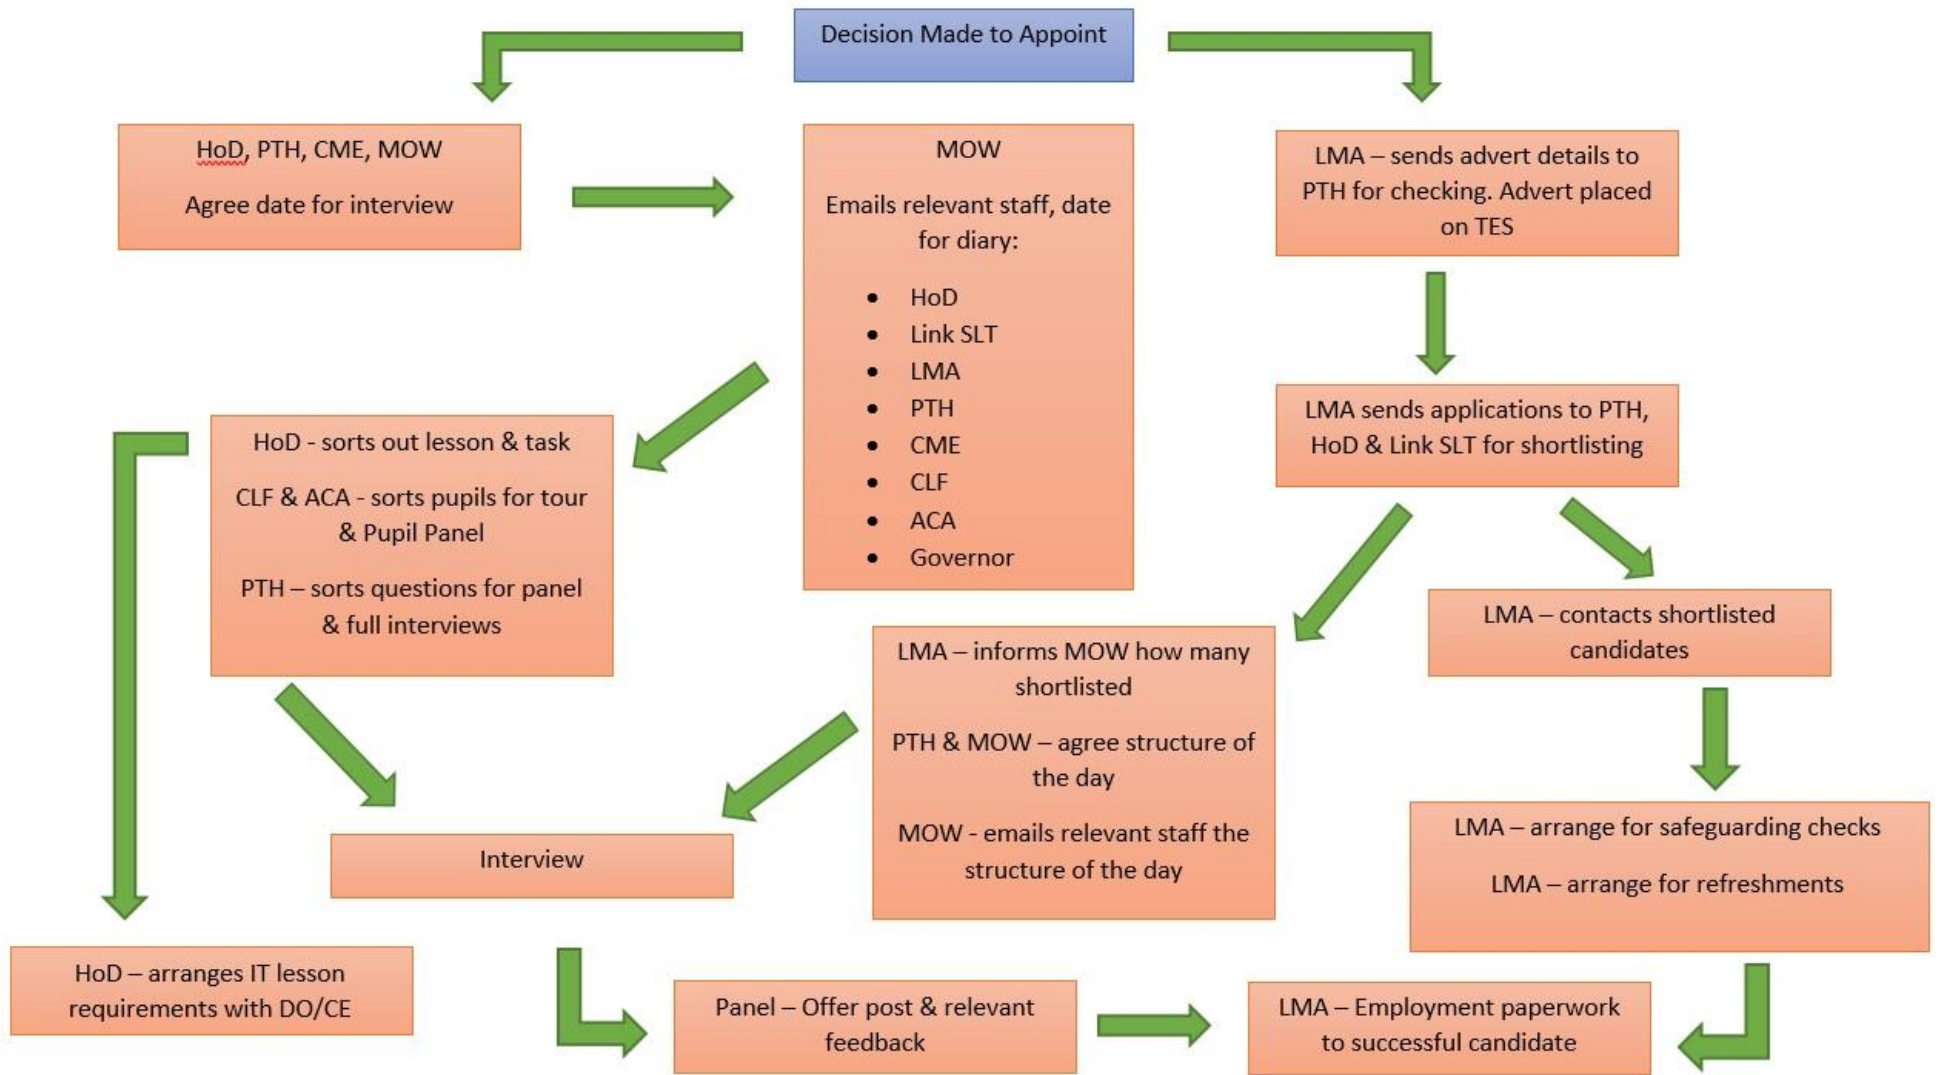 Decision Made to Appoint
HoD, PTH, CME, MOW
Agree date for interview
MOW
Emails relevant staff, date
for diary:
• HoD
• Link SLT
• LMA
• PTH
• CME
• CLF
• ACA
• Governor
LMA – sends advert details to
PTH for checking. Advert placed
on TES
LMA sends applications to PTH,
HoD & Link SLT for shortlisting
HoD - sorts out lesson & task
CLF & ACA - sorts pupils for tour
& Pupil Panel
PTH – sorts questions for panel
& full interviews
LMA – contacts shortlisted
candidates
LMA – informs MOW how many
shortlisted
PTH & MOW – agree structure of
the day
MOW - emails relevant staff the
structure of the day
LMA – arrange for safeguarding checks
LMA – arrange for refreshments
Interview
HoD – arranges IT lesson
requirements with DO/CE
Panel – Offer post & relevant
feedback
LMA – Employment paperwork
to successful candidate